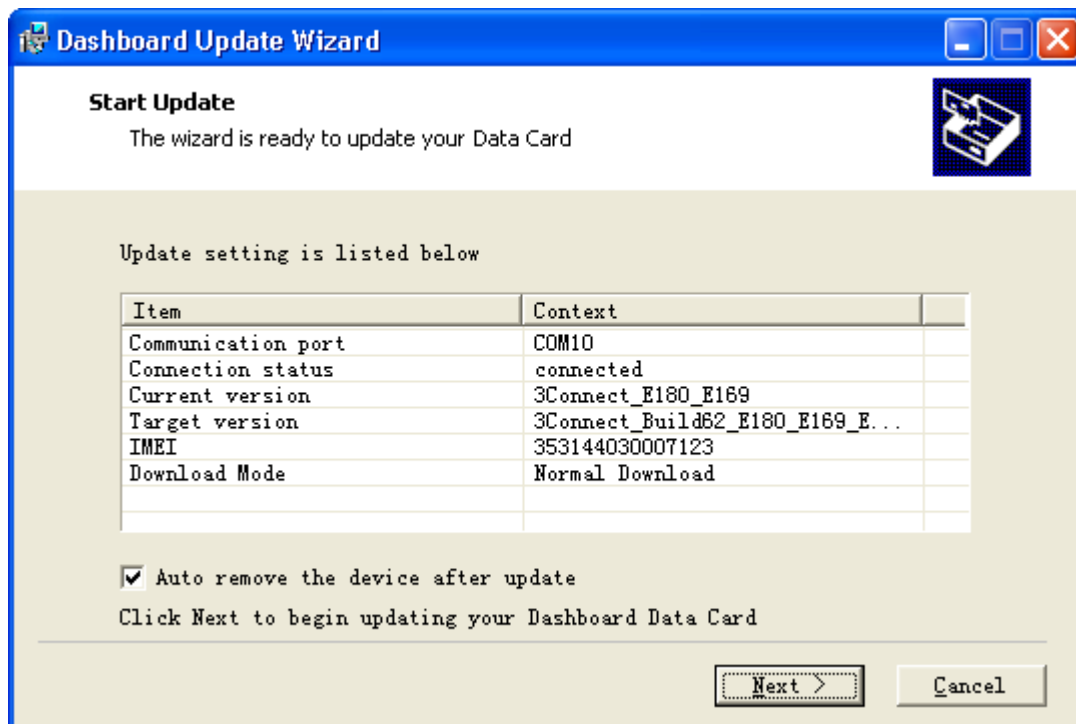 Dashboard Update Wizard
Start Update
The wizard is ready to update your Data Card
Update setting is listed below
Item Context
Communication port COM10
Connection status connected
Current version 3Connect_E180_E169
Target version 3Connect_Build62_E180_E169_E...
IMEI 353144030007123
Download Mode Normal Download
Auto remove the device after update
Click Next to begin updating your Dashboard Data Card
Next > Cancel